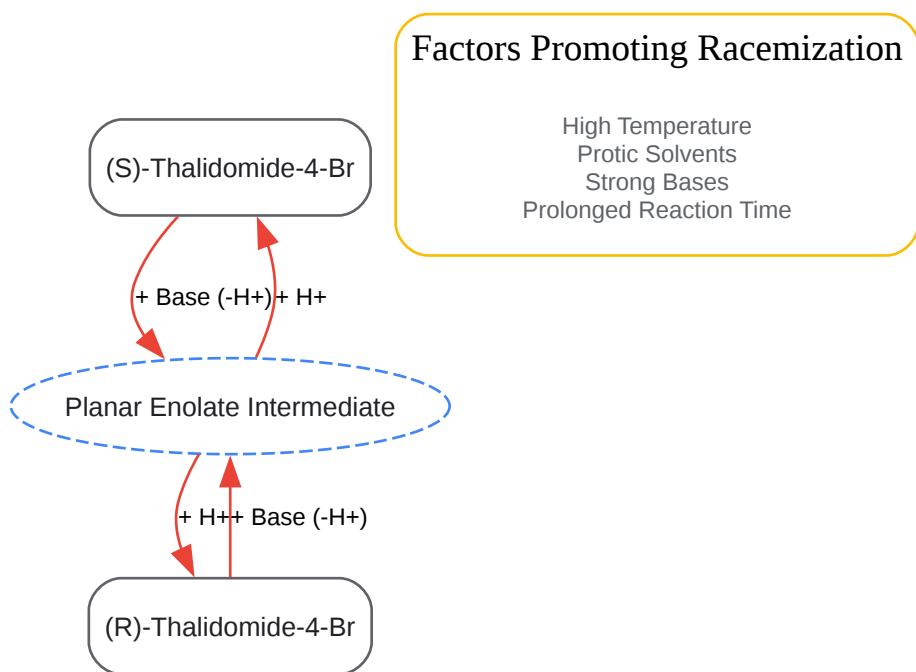 Factors Promoting Racemization
High Temperature
Protic Solvents
Strong Bases
Prolonged Reaction Time
(S)-Thalidomide-4-Br
+ Base (-H+)
+ H+
Planar Enolate Intermediate
+ H+
+ Base (-H+)
(R)-Thalidomide-4-Br